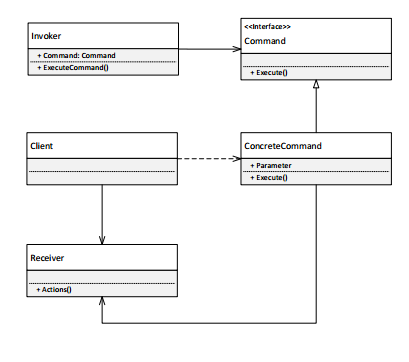 Invoker
+ Command: Command
+ ExecuteCommand()
<<Interface>>
Command
+ Execute()
Client
ConcreteCommand
+ Parameter
+ Execute()
Receiver
+ Actions()